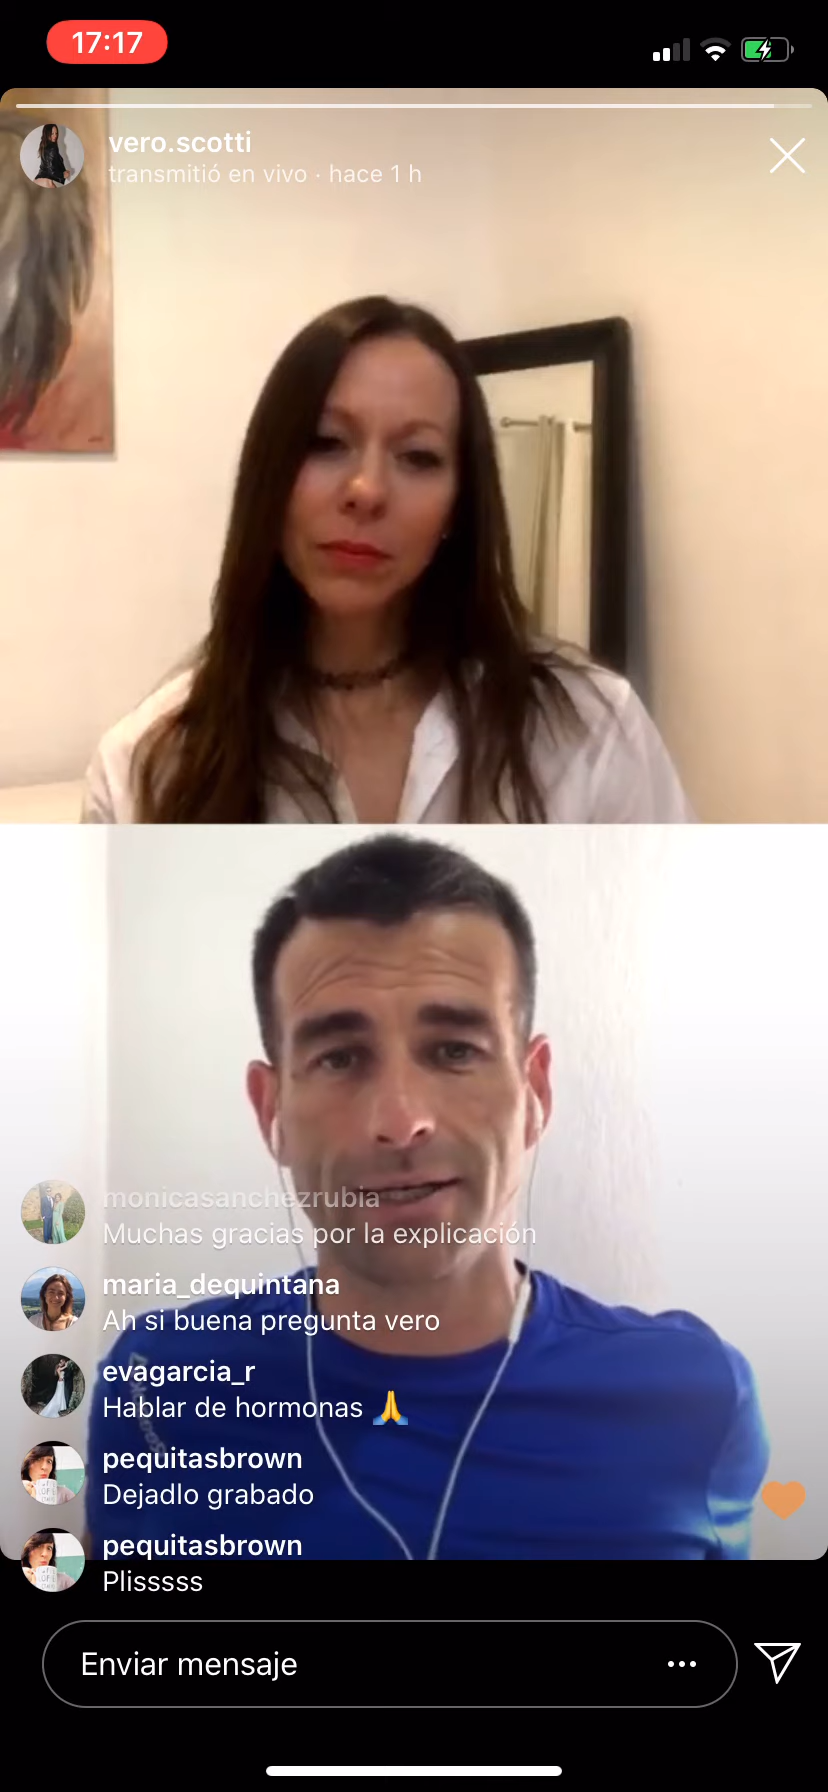 17:17
vero.scotti
transmitió en vivo · hace 1 h
monicasanchezrubia
Muchas gracias por la explicación
maria_dequintana
Ah si buena pregunta vero
evagarcia_r
Hablar de hormonas 🙏
pequitasbrown
Dejadlo grabado
pequitasbrown
Plisssss
Enviar mensaje